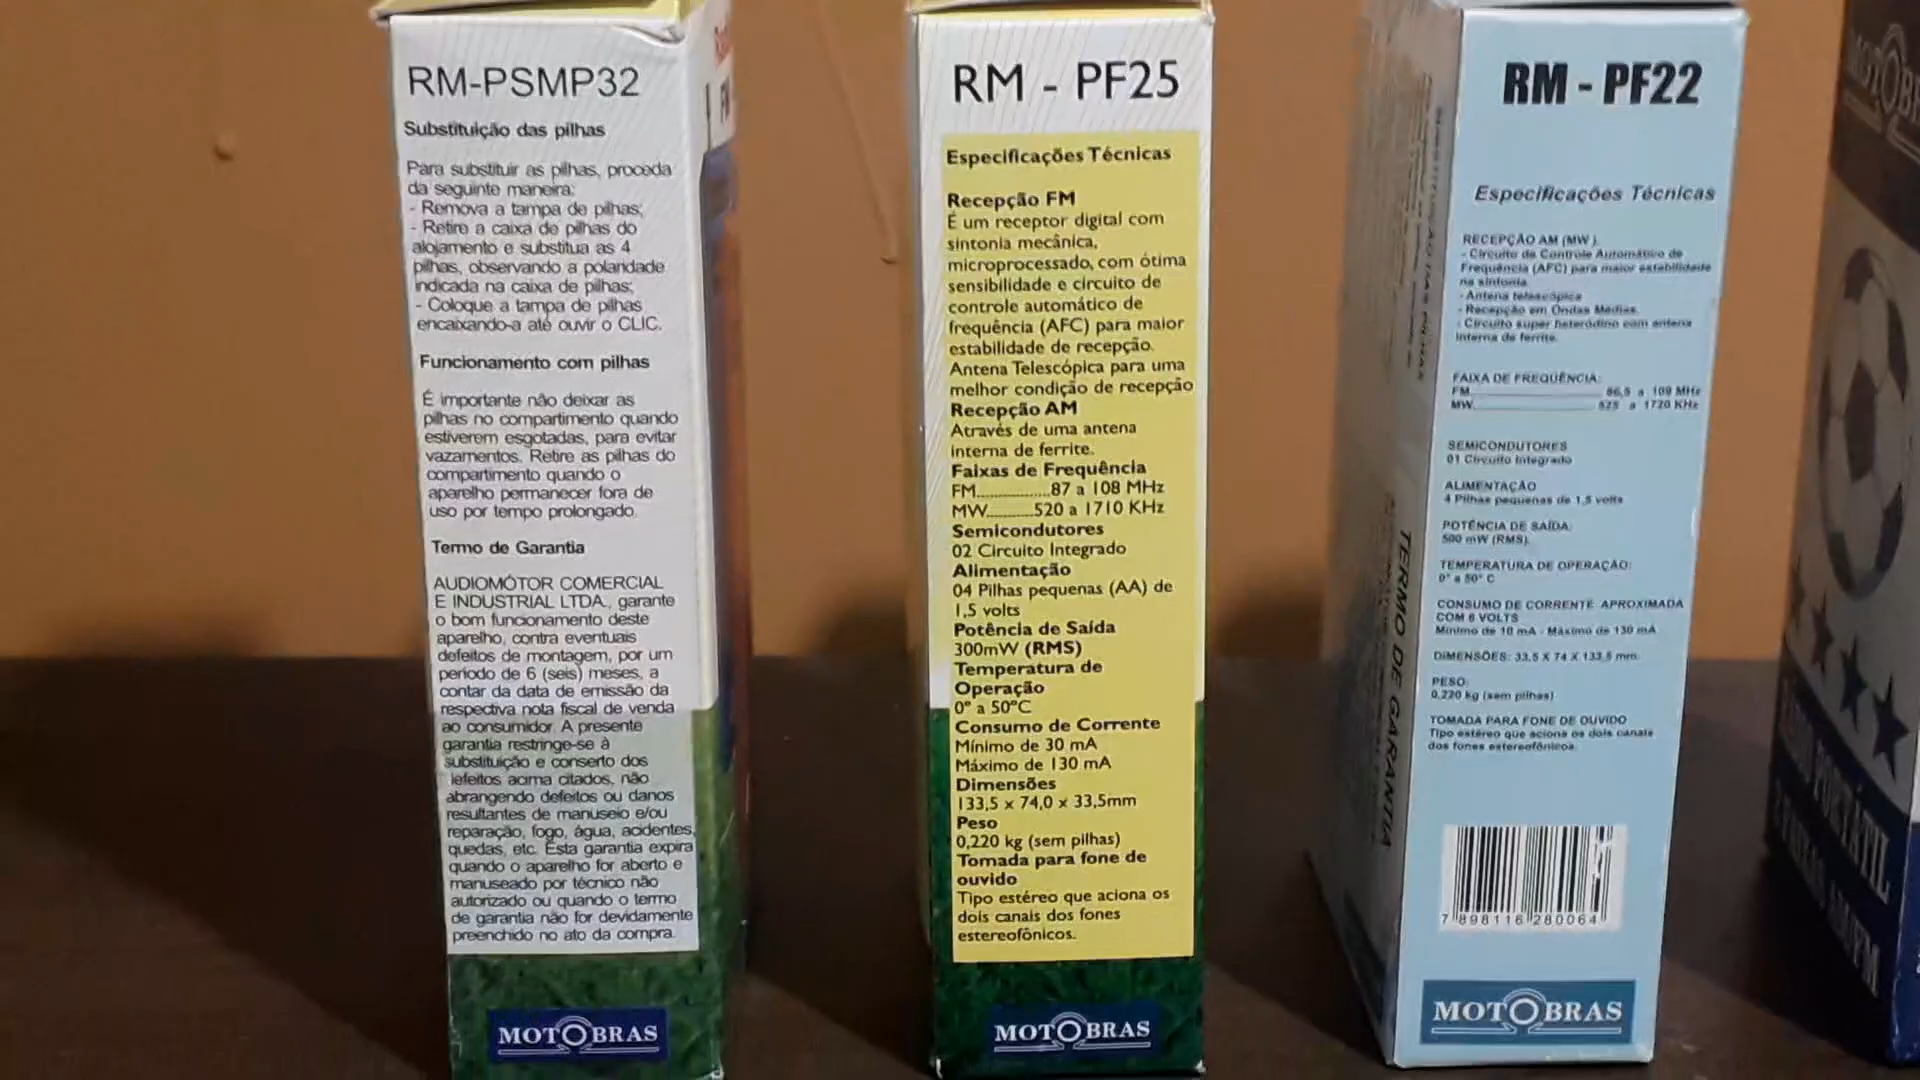 RM-PSMP32
Substituição das pilhas
Para substituir as pilhas, proceda
da seguinte maneira:
- Remova a tampa de pilhas;
- Retire a caixa de pilhas do
alojamento e substitua as 4
pilhas, observando a polaridade
indicada na caixa de pilhas;
- Coloque a tampa de pilhas
encaixando-a até ouvir o CLIC.
Funcionamento com pilhas
É importante não deixar as
pilhas no compartimento quando
estiverem esgotadas, para evitar
vazamentos. Retire as pilhas do
compartimento quando o
aparelho permanecer fora de
uso por tempo prolongado.
Termo de Garantia
AUDIOMÓTOR COMERCIAL
E INDUSTRIAL LTDA., garante
o bom funcionamento deste
aparelho, contra eventuais
defeitos de montagem, por um
período de 6 (seis) meses, a
contar da data de emissão da
respectiva nota fiscal de venda
ao consumidor. A presente
garantia restringe-se à
substituição e conserto dos
defeitos acima citados, não
abrangendo defeitos ou danos
resultantes de manuseio e/ou
reparação, fogo, água, acidentes,
quedas, etc. Esta garantia expira
quando o aparelho for aberto e
manuseado por técnico não
autorizado ou quando o termo
de garantia não for devidamente
preenchido no ato da compra.
MOTOBRAS
RM - PF25
Especificações Técnicas
Recepção FM
É um receptor digital com
sintonia mecânica,
microprocessado, com ótima
sensibilidade e circuito de
controle automático de
frequência (AFC) para maior
estabilidade de recepção.
Antena Telescópica para uma
melhor condição de recepção
Recepção AM
Através de uma antena
interna de ferrite.
Faixas de Frequência
FM................87 a 108 MHz
MW..........520 a 1710 KHz
Semicondutores
02 Circuito Integrado
Alimentação
04 Pilhas pequenas (AA) de
1,5 volts
Potência de Saída
300mW (RMS)
Temperatura de
Operação
0° a 50°C
Consumo de Corrente
Mínimo de 30 mA
Máximo de 130 mA
Dimensões
133,5 x 74,0 x 33,5mm
Peso
0,220 kg (sem pilhas)
Tomada para fone de
ouvido
Tipo estéreo que aciona os
dois canais dos fones
estereofônicos.
MOTOBRAS
RM - PF22
Especificações Técnicas
RECEPÇÃO AM (MW).
- Circuito de Controle Automático de
Frequência (AFC) para maior estabilidade
na sintonia.
- Antena telescópica
- Recepção em Ondas Médias.
- Circuito super heteródino com antena
interna de ferrite.
FAIXA DE FREQUÊNCIA:
FM 86,5 a 108 MHz
MW 525 a 1720 KHz
SEMICONDUTORES
01 Circuito Integrado
ALIMENTAÇÃO
4 Pilhas pequenas de 1,5 volts
POTÊNCIA DE SAÍDA:
500 mW (RMS).
TEMPERATURA DE OPERAÇÃO:
0° a 50° C
CONSUMO DE CORRENTE APROXIMADA
COM 6 VOLTS
Mínimo de 10 mA - Máximo de 130 mA
DIMENSÕES: 33,5 X 74 X 133,5 mm.
PESO:
0,220 kg (sem pilhas)
TOMADA PARA FONE DE OUVIDO
Tipo estéreo que aciona os dois canais
dos fones estereofônicos.
7 898116 280064
MOTOBRAS
TERMO DE GARANTIA